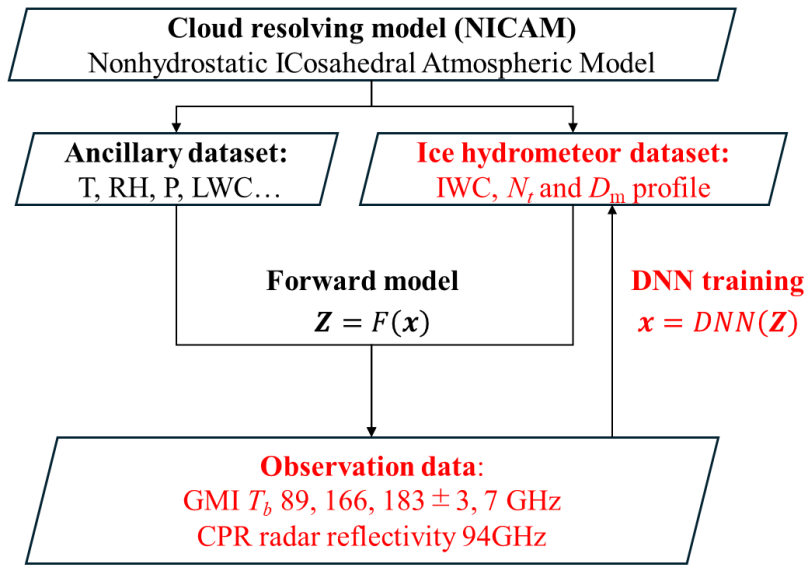 Cloud resolving model (NICAM)
Nonhydrostatic ICosahedral Atmospheric Model
Ancillary dataset:
T, RH, P, LWC…
Ice hydrometeor dataset:
IWC, Nt and Dm profile
Forward model
Z = F(x)
DNN training
x = DNN(Z)
Observation data:
GMI Tb 89, 166, 183 ± 3, 7 GHz
CPR radar reflectivity 94GHz